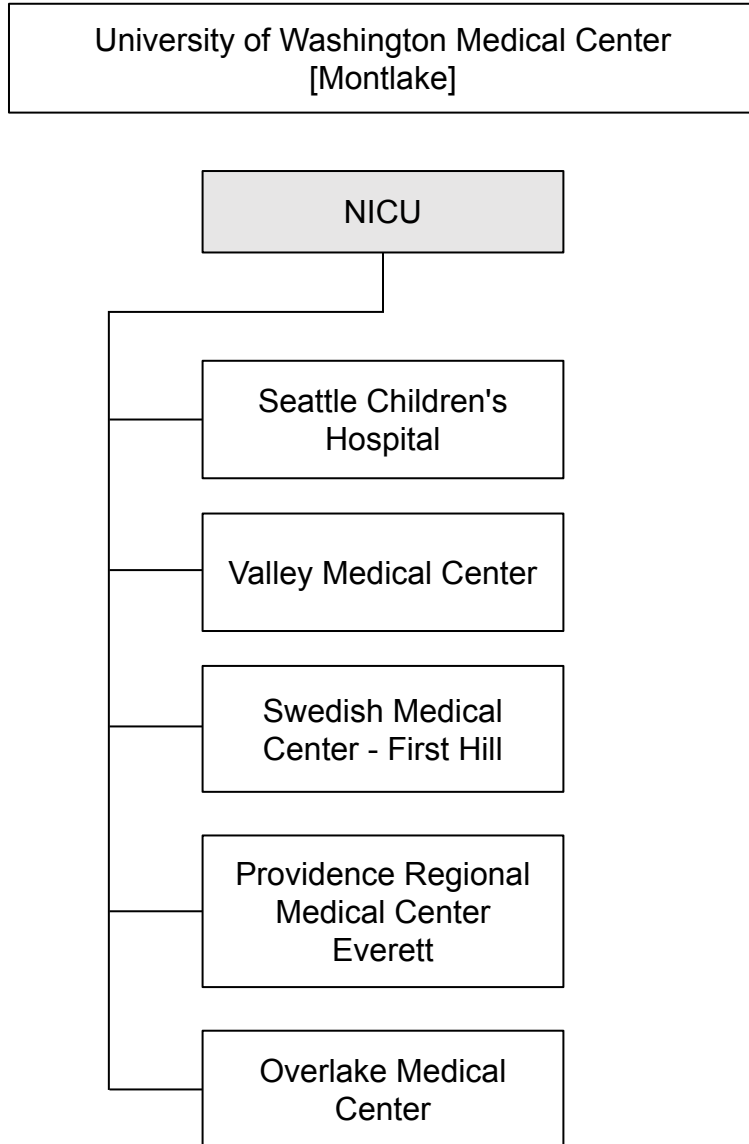 University of Washington Medical Center
[Montlake]
NICU
Seattle Children's
Hospital
Valley Medical Center
Swedish Medical
Center - First Hill
Providence Regional
Medical Center
Everett
Overlake Medical
Center